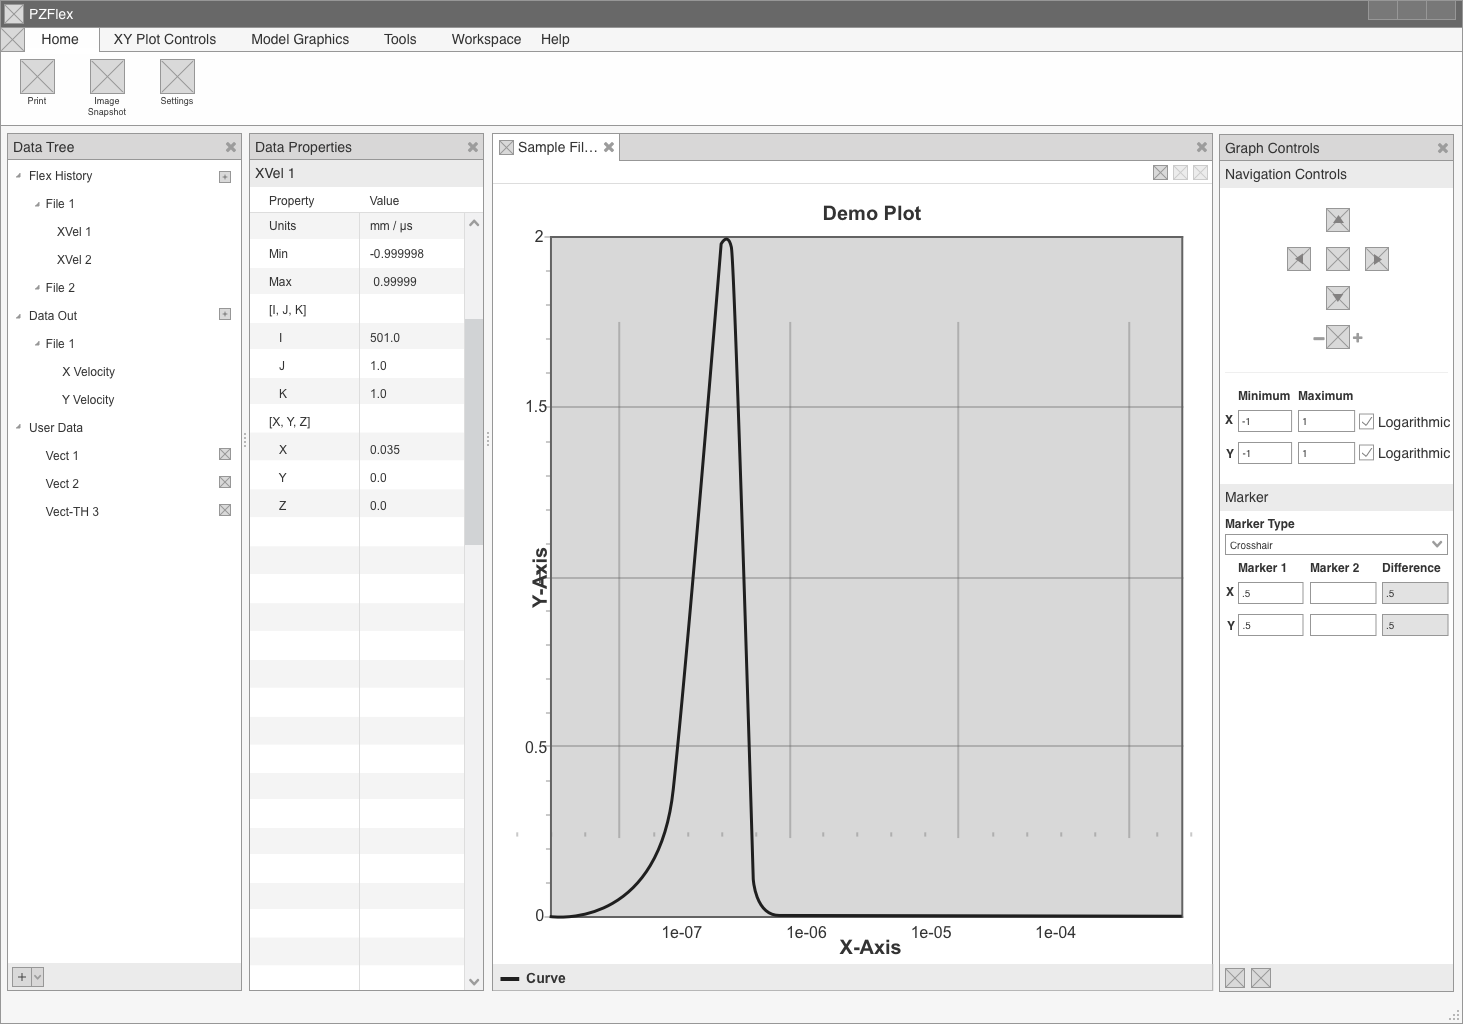 PZFlex
Home XY Plot Controls Model Graphics Tools Workspace Help
Print
Image
Snapshot
Settings
Data Tree
Flex History
File 1
XVel 1
XVel 2
File 2
Data Out
File 1
X Velocity
Y Velocity
User Data
Vect 1
Vect 2
Vect-TH 3
+
Data Properties
XVel 1
Property Value
Units mm / µs
Min -0.999998
Max 0.99999
[I, J, K]
I 501.0
J 1.0
K 1.0
[X, Y, Z]
X 0.035
Y 0.0
Z 0.0
Sample Fil...
Demo Plot
2
1.5
0.5
0
Y-Axis
1e-07 1e-06 1e-05 1e-04
X-Axis
Curve
Graph Controls
Navigation Controls
Minimum Maximum
X -1 1 Logarithmic
Y -1 1 Logarithmic
Marker
Marker Type
Crosshair
Marker 1 Marker 2 Difference
X .5 .5
Y .5 .5